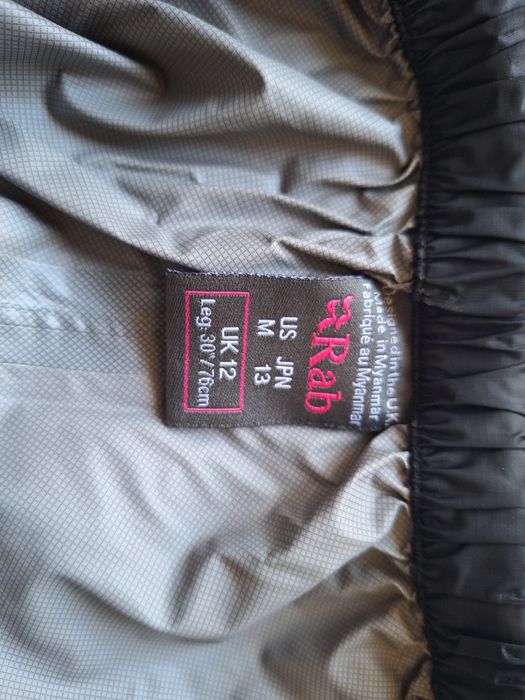 Designed in the UK
Made in Myanmar
Fabriqué au Myanmar
Rab
US JPN
M 13
UK 12
Leg: 30"/76cm